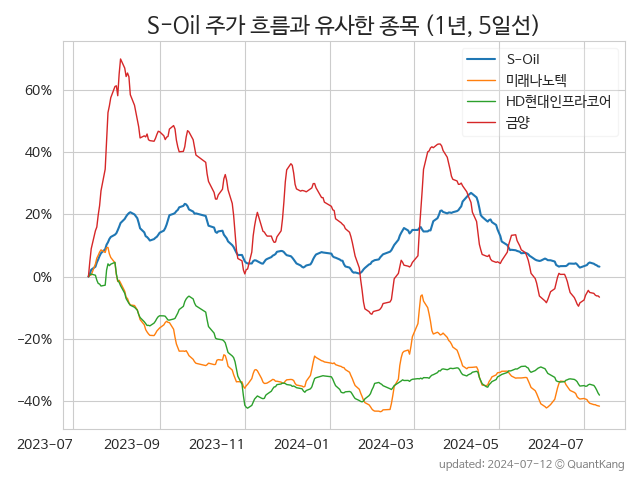 S-Oil 주가 흐름과 유사한 종목 (1년, 5일선)
S-Oil
미래나노텍
HD현대인프라코어
금양
60%
40%
20%
0%
−20%
−40%
2023-07
2023-09
2023-11
2024-01
2024-03
2024-05
2024-07
updated: 2024-07-12 © QuantKang